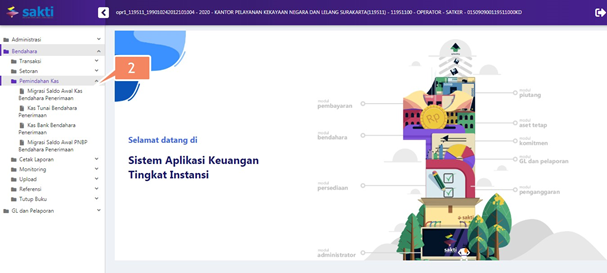 sakti
opr1_119511_199010242012101004 - 2020 - KANTOR PELAYANAN KEKAYAAN NEGARA DAN LELANG SURAKARTA(119511) - 11951100 - OPERATOR - SATKER - 015090900119511000KD
Administrasi
Bendahara
Transaksi
Setoran
Pemindahan Kas
2
Migrasi Saldo Awal Kas
Bendahara Penerimaan
Kas Tunai Bendahara
Penerimaan
Kas Bank Bendahara
Penerimaan
Migrasi Saldo Awal PNBP
Bendahara Penerimaan
Cetak Laporan
Monitoring
Upload
Referensi
Tutup Buku
GL dan Pelaporan
Selamat datang di
Sistem Aplikasi Keuangan
Tingkat Instansi
modul
pembayaran
modul
bendahara
modul
persediaan
modul
administrator
modul
piutang
modul
aset tetap
modul
komitmen
modul
GL dan pelaporan
modul
penganggaran
RP
e-sakti
sakti